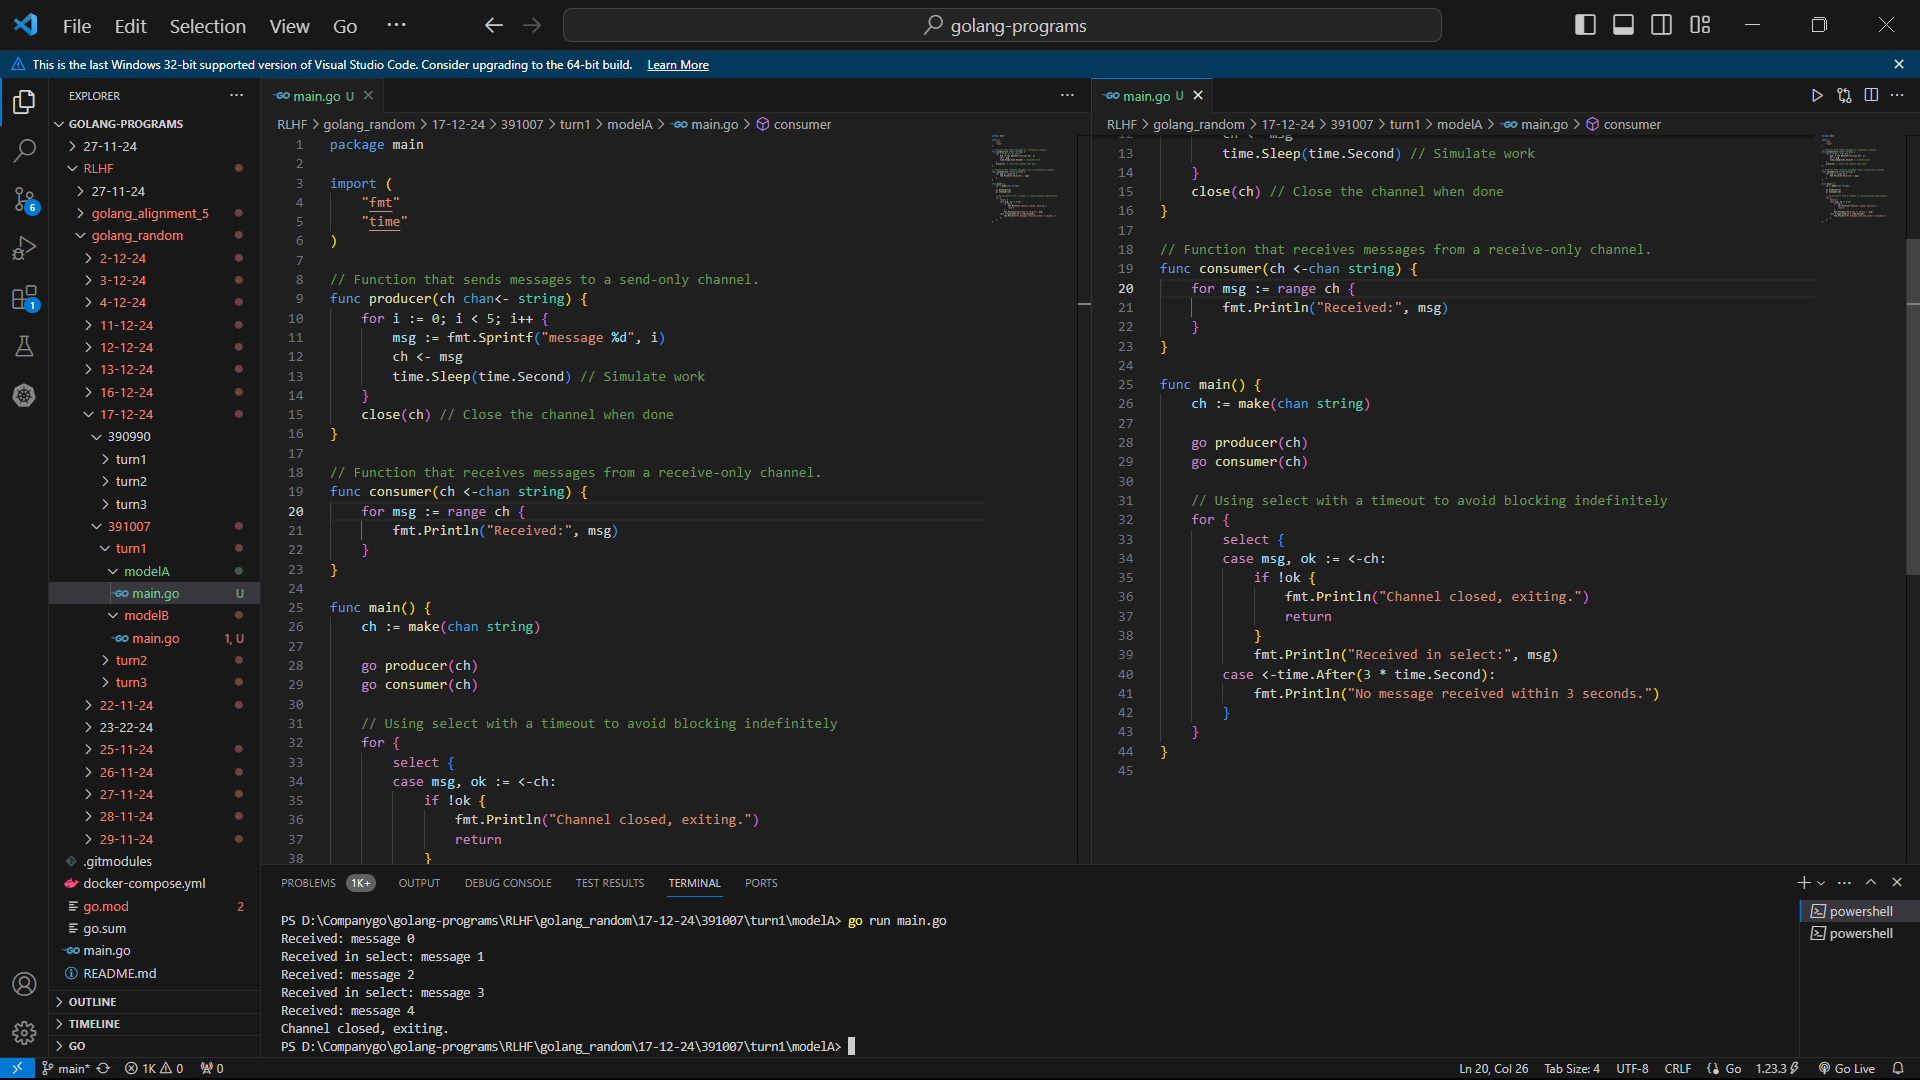 File Edit Selection View Go ··· golang-programs
This is the last Windows 32-bit supported version of Visual Studio Code. Consider upgrading to the 64-bit build. Learn More
EXPLORER ···
GOLANG-PROGRAMS
27-11-24
RLHF
27-11-24
golang_alignment_5
golang_random
2-12-24
3-12-24
4-12-24
11-12-24
12-12-24
13-12-24
16-12-24
17-12-24
390990
turn1
turn2
turn3
391007
turn1
modelA
main.go U
modelB
main.go 1, U
turn2
turn3
22-11-24
23-22-24
25-11-24
26-11-24
27-11-24
28-11-24
29-11-24
.gitmodules
docker-compose.yml
go.mod 2
go.sum
main.go
README.md
OUTLINE
TIMELINE
GO
6
1
main.go U
RLHF > golang_random > 17-12-24 > 391007 > turn1 > modelA > main.go > consumer
1 package main
2
3 import (
4 "fmt"
5 "time"
6 )
7
8 // Function that sends messages to a send-only channel.
9 func producer(ch chan<- string) {
10 for i := 0; i < 5; i++ {
11 msg := fmt.Sprintf("message %d", i)
12 ch <- msg
13 time.Sleep(time.Second) // Simulate work
14 }
15 close(ch) // Close the channel when done
16 }
17
18 // Function that receives messages from a receive-only channel.
19 func consumer(ch <-chan string) {
20 for msg := range ch {
21 fmt.Println("Received:", msg)
22 }
23 }
24
25 func main() {
26 ch := make(chan string)
27
28 go producer(ch)
29 go consumer(ch)
30
31 // Using select with a timeout to avoid blocking indefinitely
32 for {
33 select {
34 case msg, ok := <-ch:
35 if !ok {
36 fmt.Println("Channel closed, exiting.")
37 return
38 }
main.go U
RLHF > golang_random > 17-12-24 > 391007 > turn1 > modelA > main.go > consumer
12 ch <- msg
13 time.Sleep(time.Second) // Simulate work
14 }
15 close(ch) // Close the channel when done
16 }
17
18 // Function that receives messages from a receive-only channel.
19 func consumer(ch <-chan string) {
20 for msg := range ch {
21 fmt.Println("Received:", msg)
22 }
23 }
24
25 func main() {
26 ch := make(chan string)
27
28 go producer(ch)
29 go consumer(ch)
30
31 // Using select with a timeout to avoid blocking indefinitely
32 for {
33 select {
34 case msg, ok := <-ch:
35 if !ok {
36 fmt.Println("Channel closed, exiting.")
37 return
38 }
39 fmt.Println("Received in select:", msg)
40 case <-time.After(3 * time.Second):
41 fmt.Println("No message received within 3 seconds.")
42 }
43 }
44 }
45
PROBLEMS 1K+ OUTPUT DEBUG CONSOLE TEST RESULTS TERMINAL PORTS
PS D:\Companygo\golang-programs\RLHF\golang_random\17-12-24\391007\turn1\modelA> go run main.go
Received: message 0
Received in select: message 1
Received: message 2
Received in select: message 3
Received: message 4
Channel closed, exiting.
PS D:\Companygo\golang-programs\RLHF\golang_random\17-12-24\391007\turn1\modelA>
powershell
powershell
main* 1K 0 0 Ln 20, Col 26 Tab Size: 4 UTF-8 CRLF Go 1.23.3 Go Live